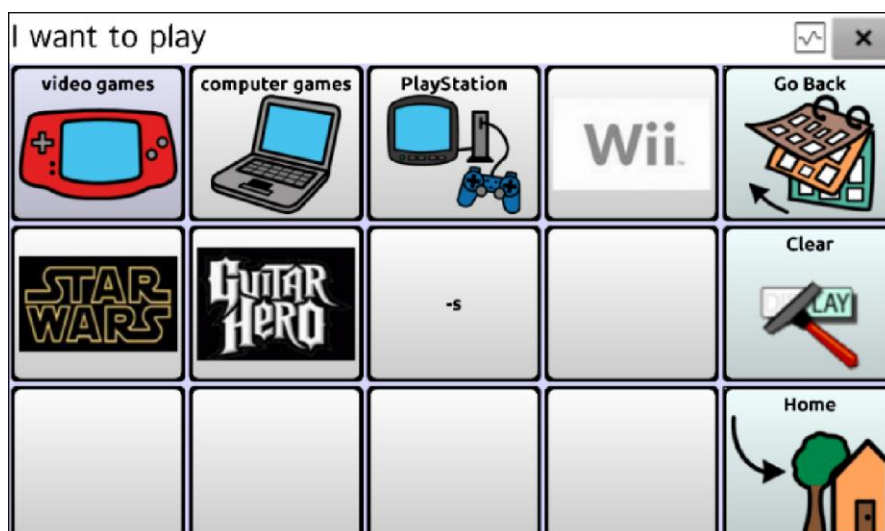 I want to play
video games
computer games
PlayStation
Wii
Go Back
STAR WARS
GUITAR HERO
-s
Clear
DISPLAY
Home